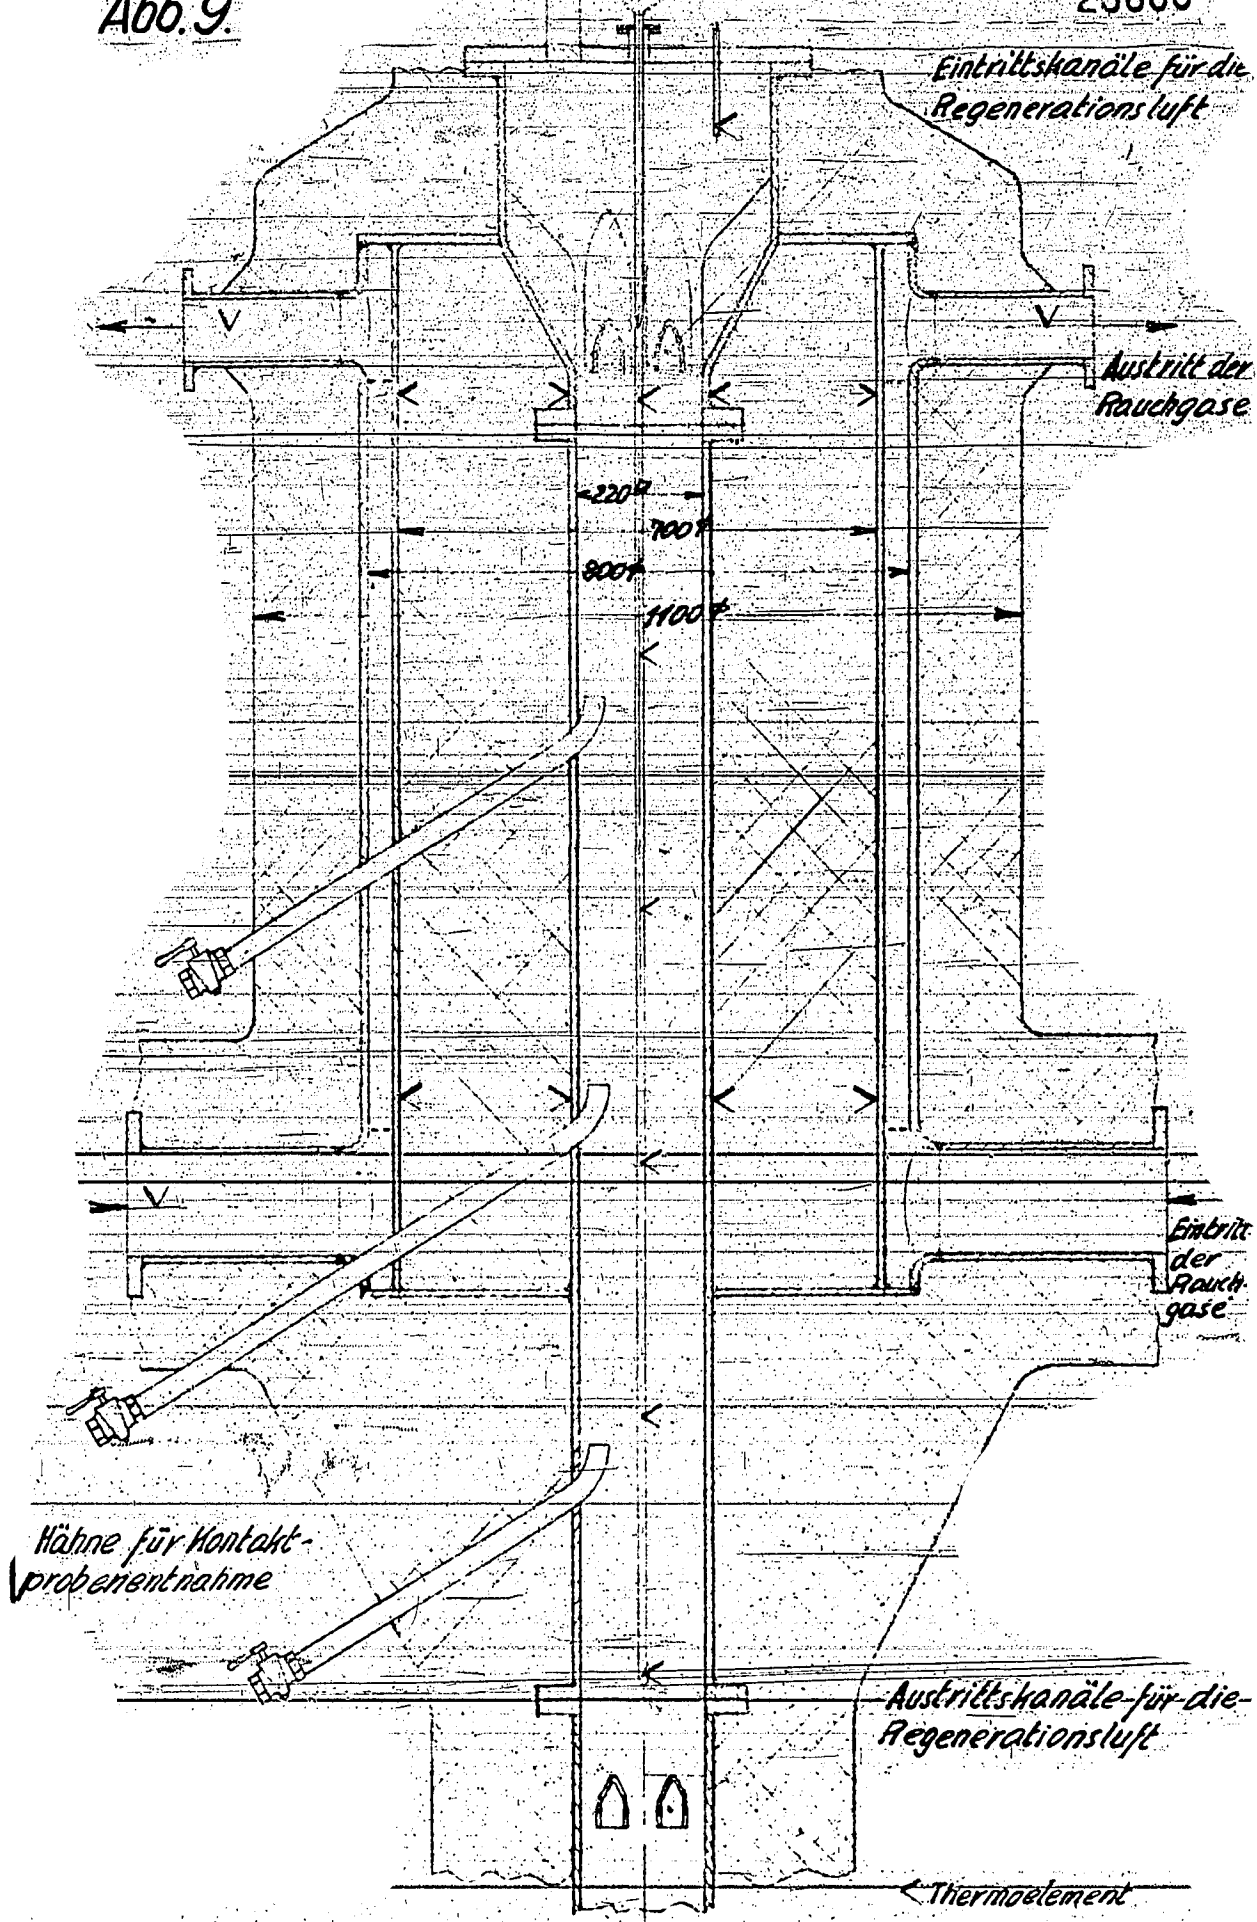 Abb. 9.
Eintrittskanäle für die
Regenerationsluft
Austritt der
Rauchgase
220
700 ϕ
800 ϕ
1100 ϕ
Eintritt
der
Rauch-
gase
Hähne für Kontakt-
probenentnahme
Austrittskanäle für die
Regenerationsluft
< Thermoelement